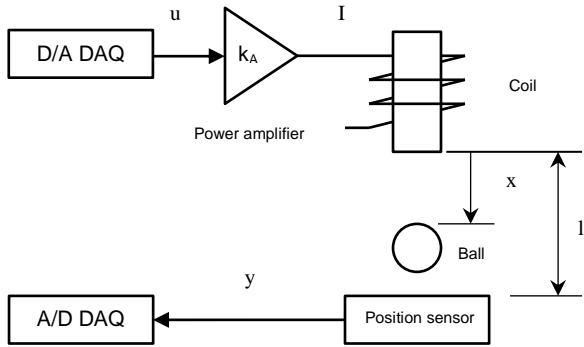 u
I
D/A DAQ
kA
Coil
Power amplifier
x
l
Ball
y
A/D DAQ
Position sensor